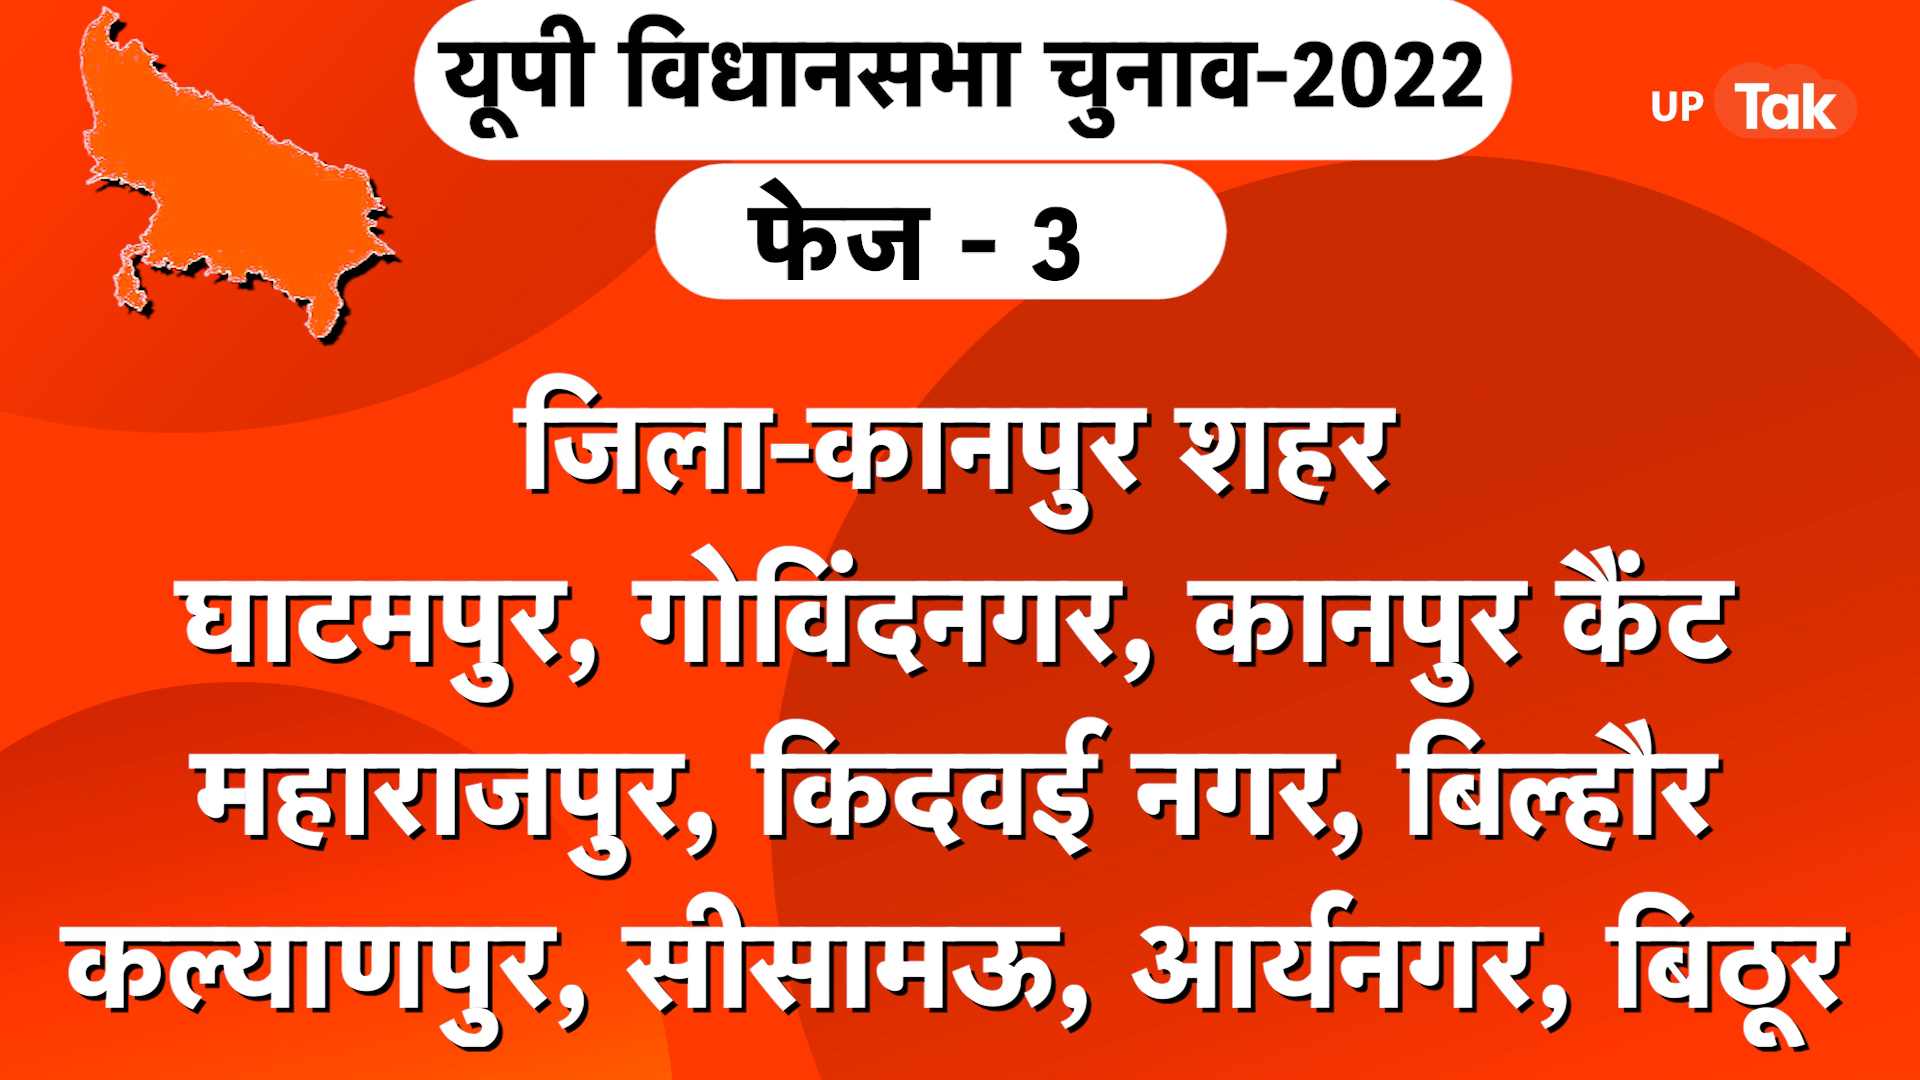 यूपी विधानसभा चुनाव-2022
UP Tak
फेज - 3
जिला-कानपुर शहर
घाटमपुर, गोविंदनगर, कानपुर कैंट
महाराजपुर, किदवई नगर, बिल्हौर
कल्याणपुर, सीसामऊ, आर्यनगर, बिठूर